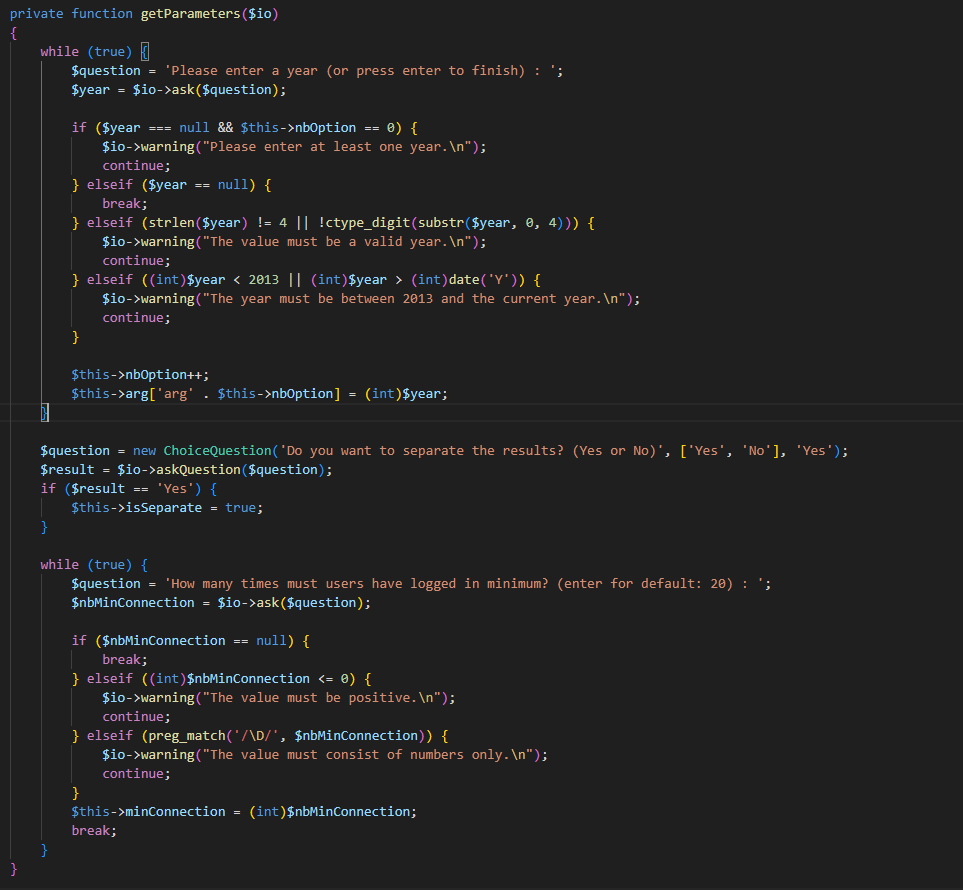 private function getParameters($io)
{
    while (true) {
        $question = 'Please enter a year (or press enter to finish) : ';
        $year = $io->ask($question);

        if ($year === null && $this->nbOption == 0) {
            $io->warning("Please enter at least one year.\n");
            continue;
        } elseif ($year == null) {
            break;
        } elseif (strlen($year) != 4 || !ctype_digit(substr($year, 0, 4))) {
            $io->warning("The value must be a valid year.\n");
            continue;
        } elseif ((int)$year < 2013 || (int)$year > (int)date('Y')) {
            $io->warning("The year must be between 2013 and the current year.\n");
            continue;
        }

        $this->nbOption++;
        $this->arg['arg' . $this->nbOption] = (int)$year;
    }

    $question = new ChoiceQuestion('Do you want to separate the results? (Yes or No)', ['Yes', 'No'], 'Yes');
    $result = $io->askQuestion($question);
    if ($result == 'Yes') {
        $this->isSeparate = true;
    }

    while (true) {
        $question = 'How many times must users have logged in minimum? (enter for default: 20) : ';
        $nbMinConnection = $io->ask($question);

        if ($nbMinConnection == null) {
            break;
        } elseif ((int)$nbMinConnection <= 0) {
            $io->warning("The value must be positive.\n");
            continue;
        } elseif (preg_match('/\D/', $nbMinConnection)) {
            $io->warning("The value must consist of numbers only.\n");
            continue;
        }
        $this->minConnection = (int)$nbMinConnection;
        break;
    }
}